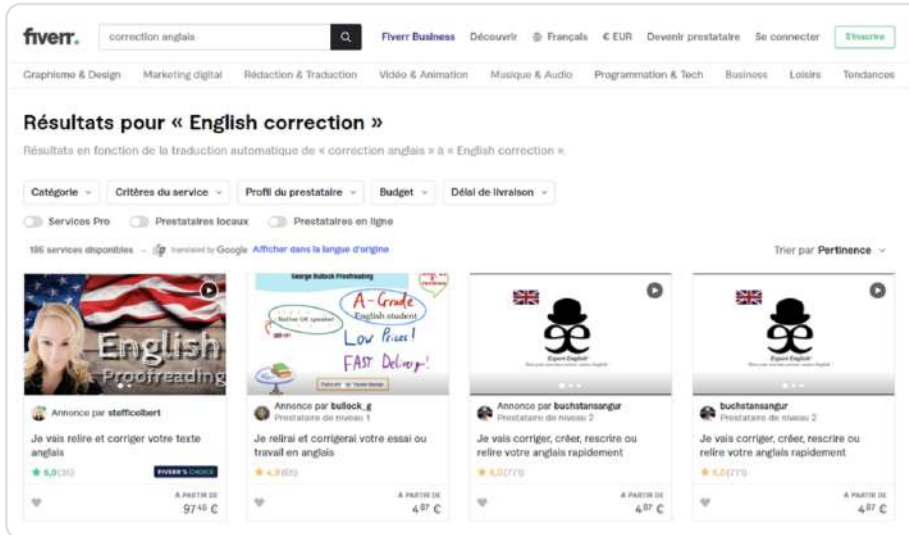 fiverr.
correction anglais
Fiverr Business Découvrir Français € EUR Devenir prestataire Se connecter S'inscrire
Graphisme & Design Marketing digital Rédaction & Traduction Vidéo & Animation Musique & Audio Programmation & Tech Business Loisirs Tendances
Résultats pour « English correction »
Résultats en fonction de la traduction automatique de « correction anglais » à « English correction ».
Catégorie Critères du service Profil du prestataire Budget Délai de livraison
Services Pro Prestataires locaux Prestataires en ligne
186 services disponibles - translated by Google Afficher dans la langue d'origine Trier par Pertinence
English
Proofreading
Annonce par stefficelbert
Je vais relire et corriger votre texte
anglais
5,0
FIVERR'S CHOICE
À PARTIR DE
97 46 €
George Bullock Proofreading
A-Grade
English student
Native UK speaker
Low Prices!
FAST Delivery!
Annonce par bullock_g
Prestataire de niveau 1
Je relirai et corrigerai votre essai ou
travail en anglais
4,9
À PARTIR DE
4 87 €
Expert English
Annonce par buchstansangur
Prestataire de niveau 2
Je vais corriger, créer, rescrire ou
relire votre anglais rapidement
5,0(771)
À PARTIR DE
4 87 €
Expert English
buchstansangur
Prestataire de niveau 2
Je vais corriger, créer, rescrire ou
relire votre anglais rapidement
5,0(771)
À PARTIR DE
4 87 €